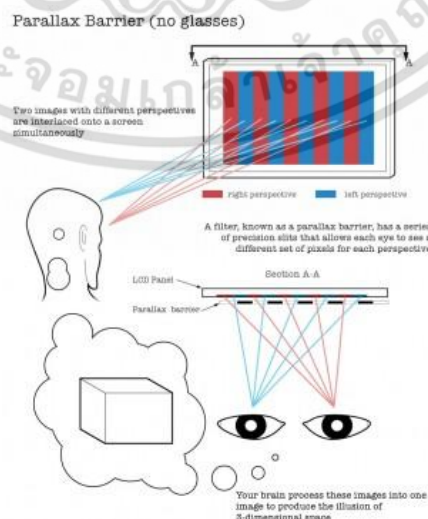 Parallax Barrier (no glasses)
A A
Two images with different perspectives
are interlaced onto a screen
simultaneously
right perspective left perspective
A filter, known as a parallax barrier, has a serie
of precision slits that allows each eye to see
different set of pixels for each perspectiv
Section A-A
LCD Panel
Parallax barrier
Your brain process these images into one
image to produce the illusion of
3-dimensional space